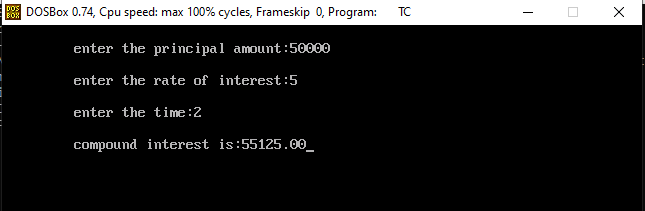 DOSBox 0.74, Cpu speed: max 100% cycles, Frameskip 0, Program: TC
enter the principal amount:50000
enter the rate of interest:5
enter the time:2
compound interest is:55125.00_